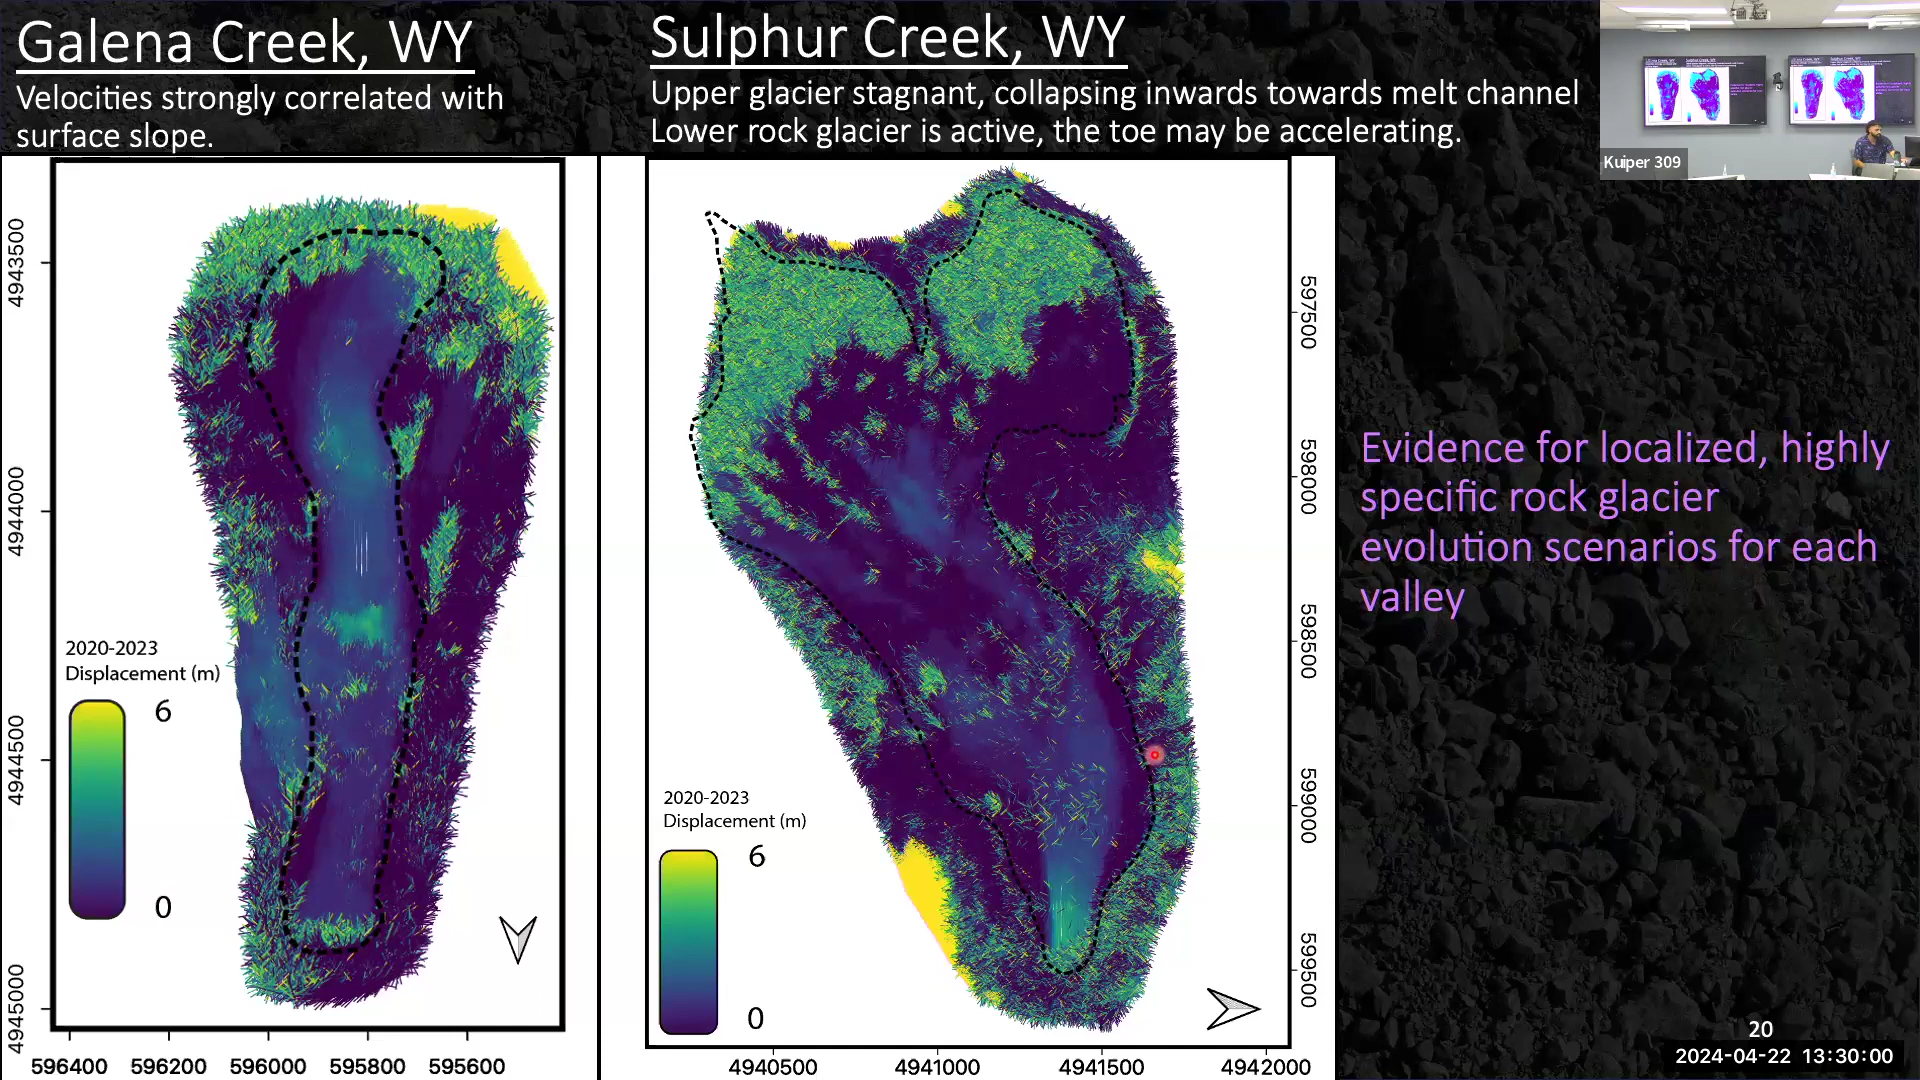 Galena Creek, WY
Velocities strongly correlated with
surface slope.
Sulphur Creek, WY
Upper glacier stagnant, collapsing inwards towards melt channel
Lower rock glacier is active, the toe may be accelerating.
Kuiper 309
4943500
4944000
4944500
4945000
2020-2023
Displacement (m)
6
0
596400 596200 596000 595800 595600
597500
598000
598500
599000
599500
2020-2023
Displacement (m)
6
0
4940500 4941000 4941500 4942000
Evidence for localized, highly
specific rock glacier
evolution scenarios for each
valley
20
2024-04-22 13:30:00